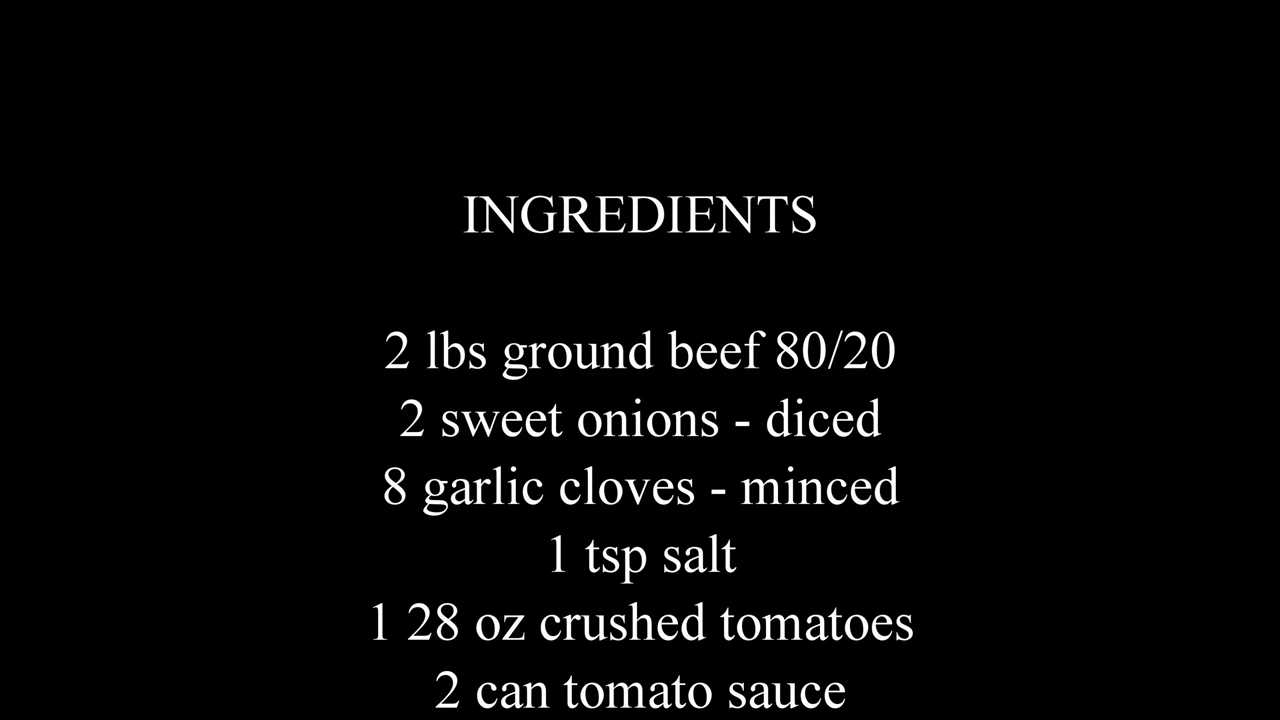 INGREDIENTS
2 lbs ground beef 80/20
2 sweet onions - diced
8 garlic cloves - minced
1 tsp salt
1 28 oz crushed tomatoes
2 can tomato sauce